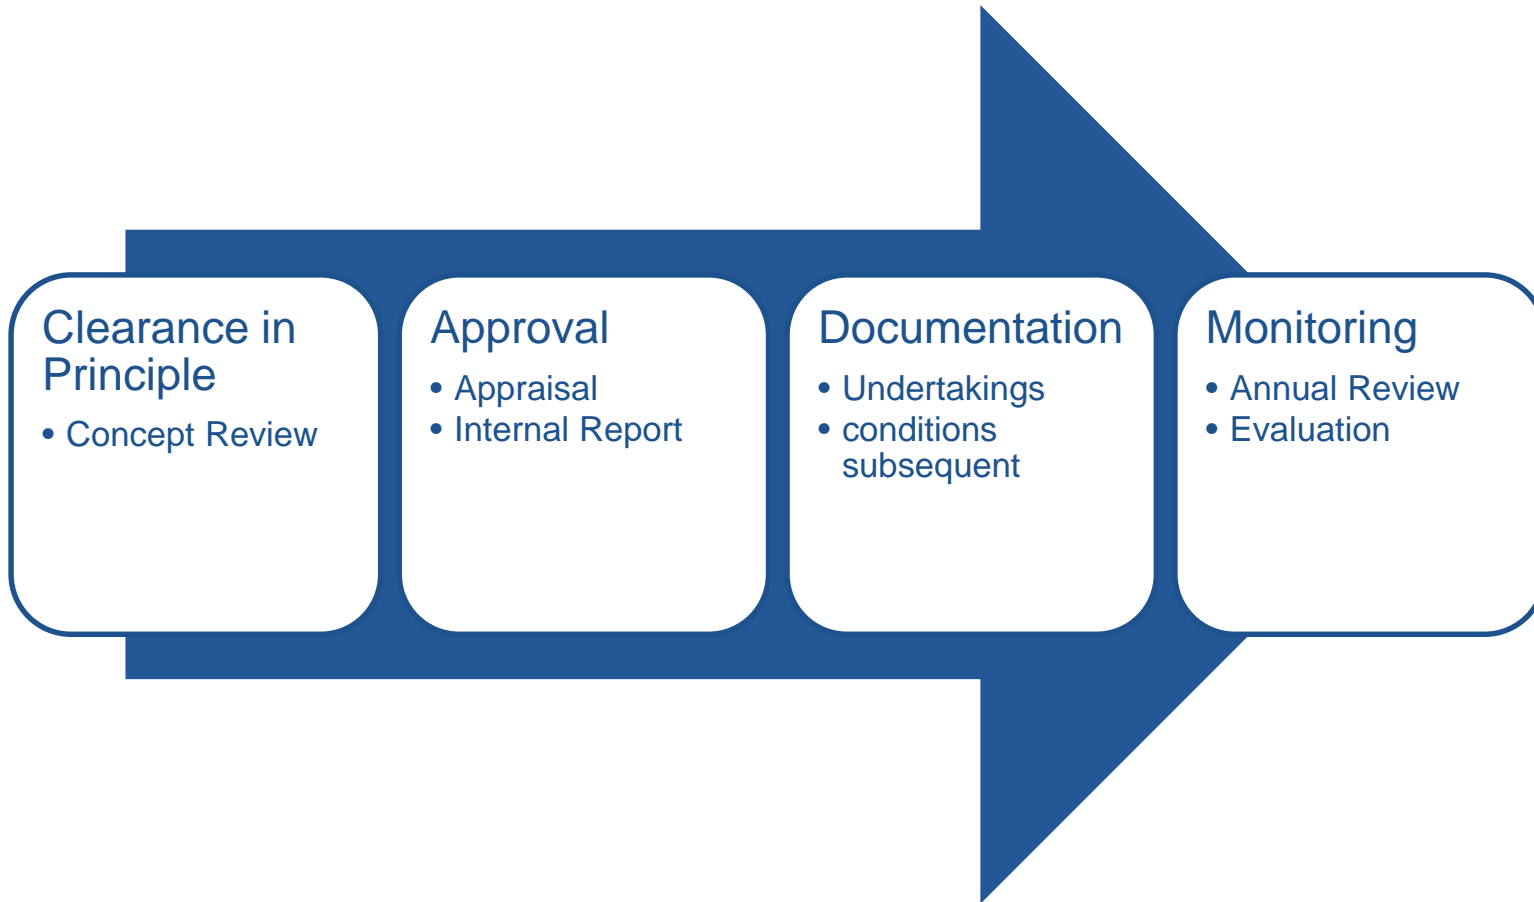 Clearance in
Principle
• Concept Review
Approval
• Appraisal
• Internal Report
Documentation
• Undertakings
• conditions
subsequent
Monitoring
• Annual Review
• Evaluation